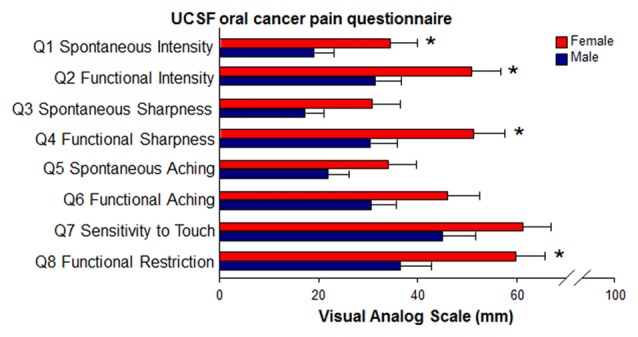 UCSF oral cancer pain questionnaire
Q1 Spontaneous Intensity
*
Female
Male
Q2 Functional Intensity
*
Q3 Spontaneous Sharpness
Q4 Functional Sharpness
*
Q5 Spontaneous Aching
Q6 Functional Aching
Q7 Sensitivity to Touch
Q8 Functional Restriction
*
0 20 40 60 100
Visual Analog Scale (mm)